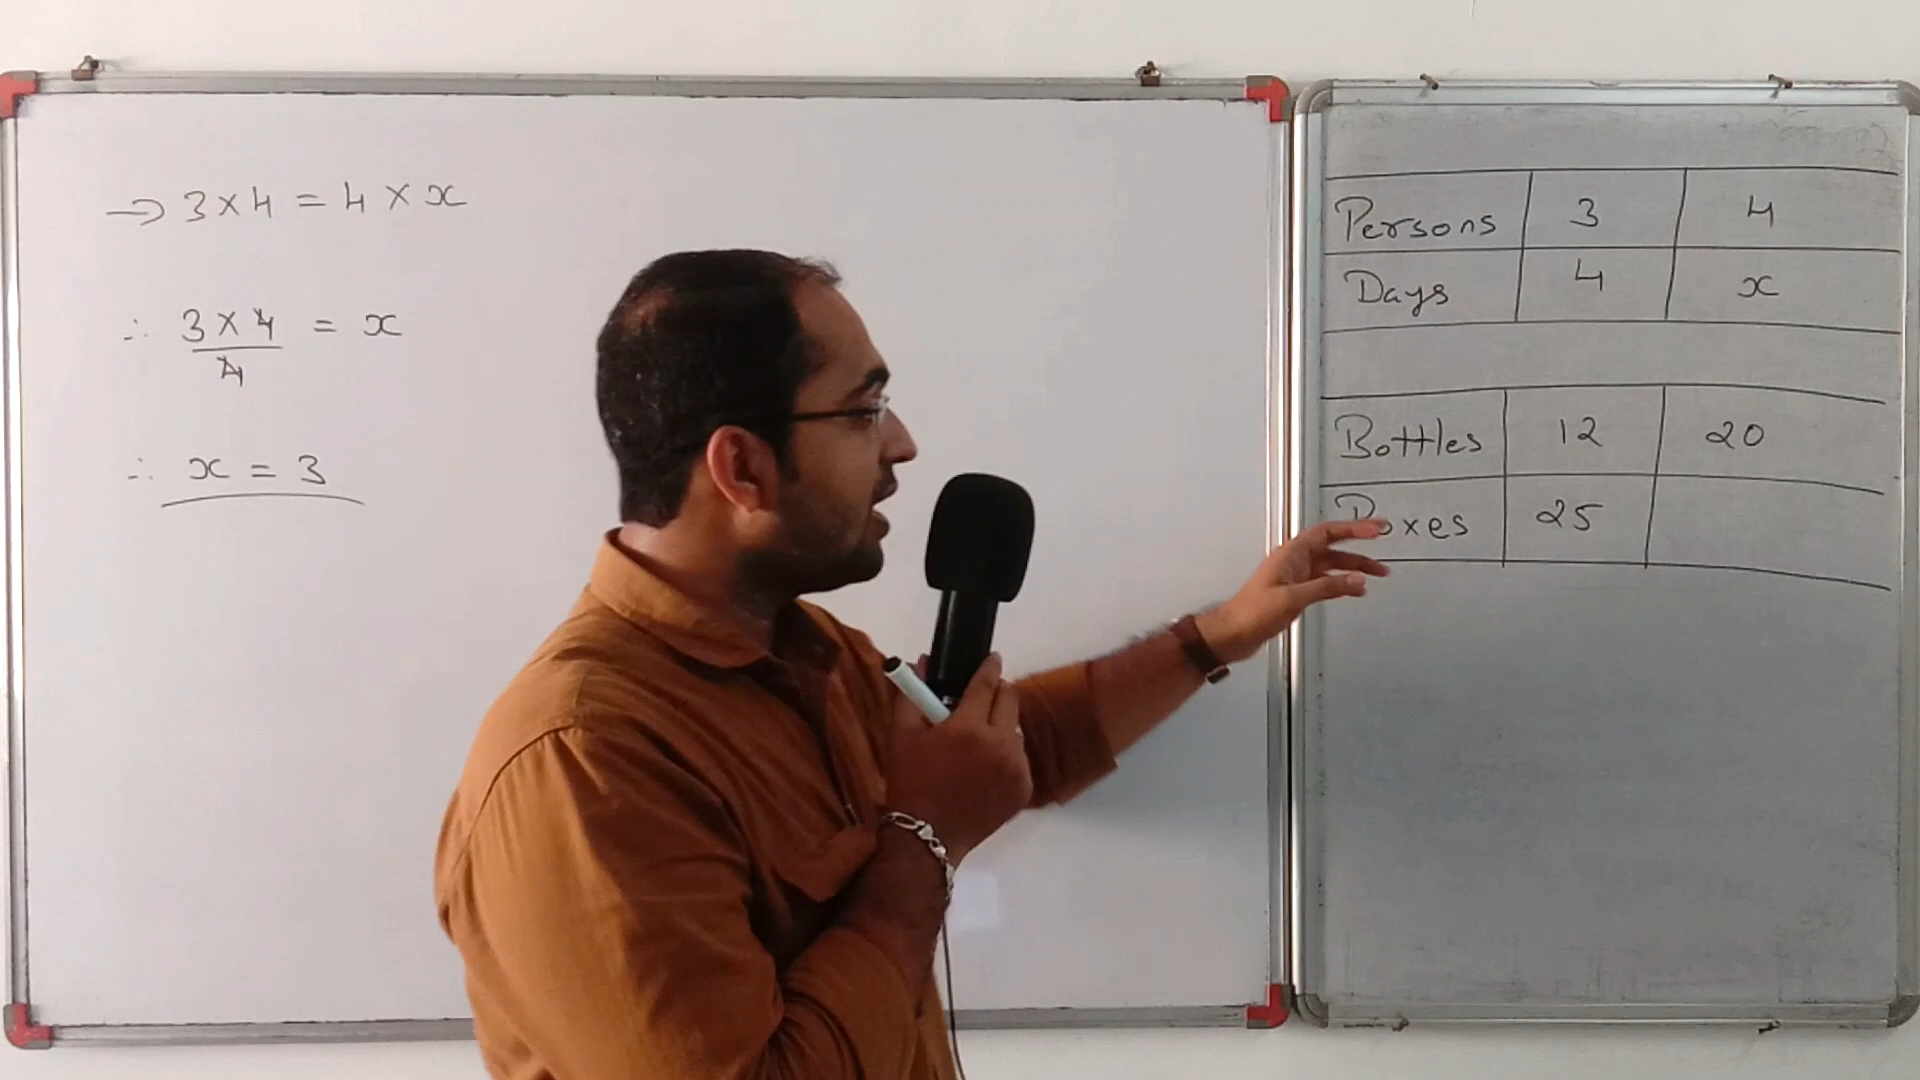 → 3 × 4 = 4 × x
∴ 3 × 4 / 4 = x
∴ x = 3
Persons 3 4
Days 4 x
Bottles 12 20
Boxes 25